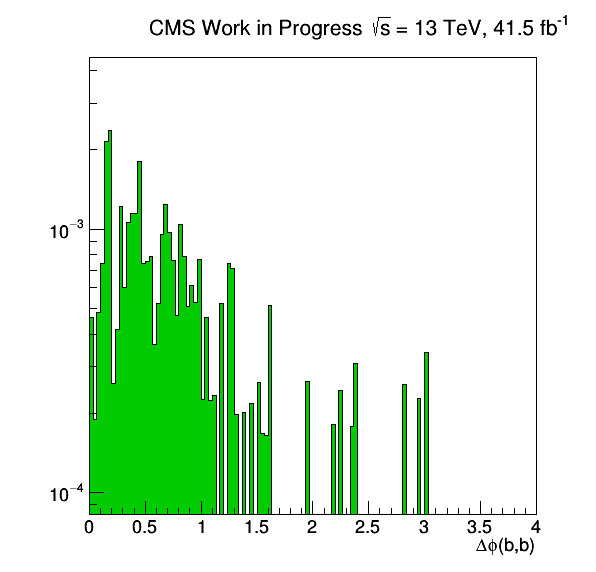 CMS Work in Progress √s = 13 TeV, 41.5 fb⁻¹
10⁻³
10⁻⁴
0 0.5 1 1.5 2 2.5 3 3.5 4
Δϕ(b,b)